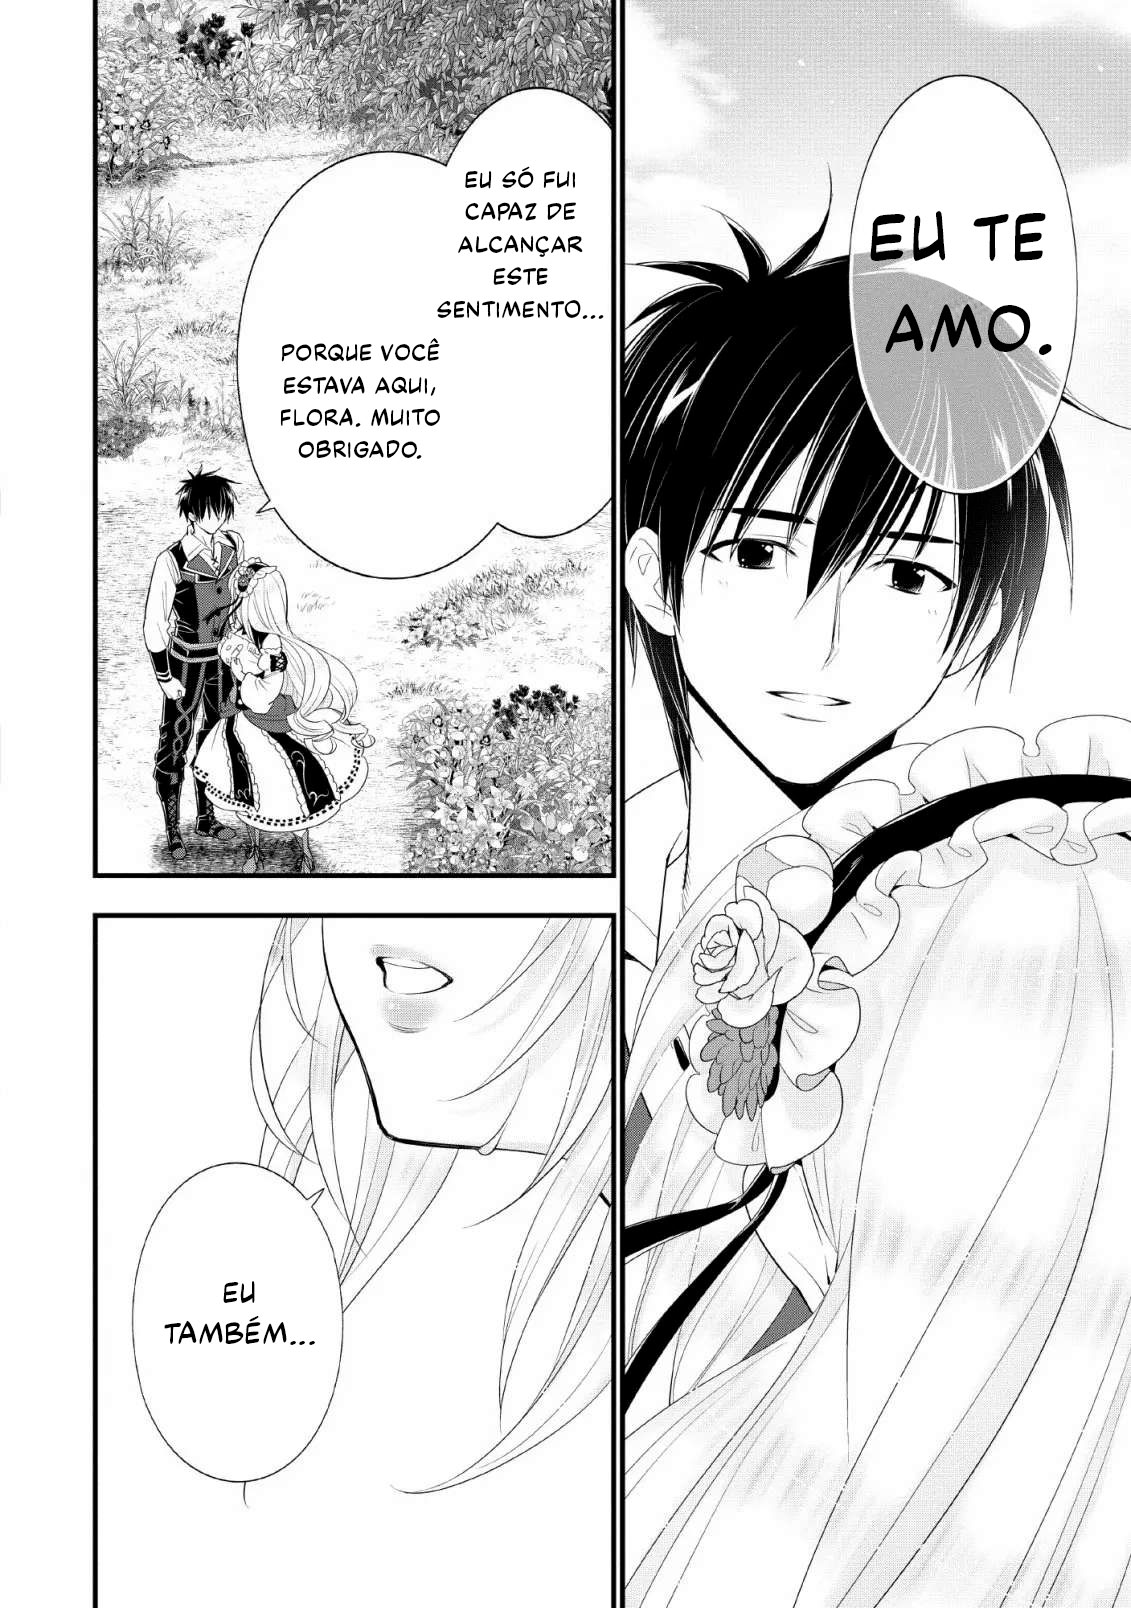 EU TE
AMO.
EU SÓ FUI
CAPAZ DE
ALCANÇAR
ESTE
SENTIMENTO...
PORQUE VOCÊ
ESTAVA AQUI,
FLORA. MUITO
OBRIGADO.
EU
TAMBÉM...